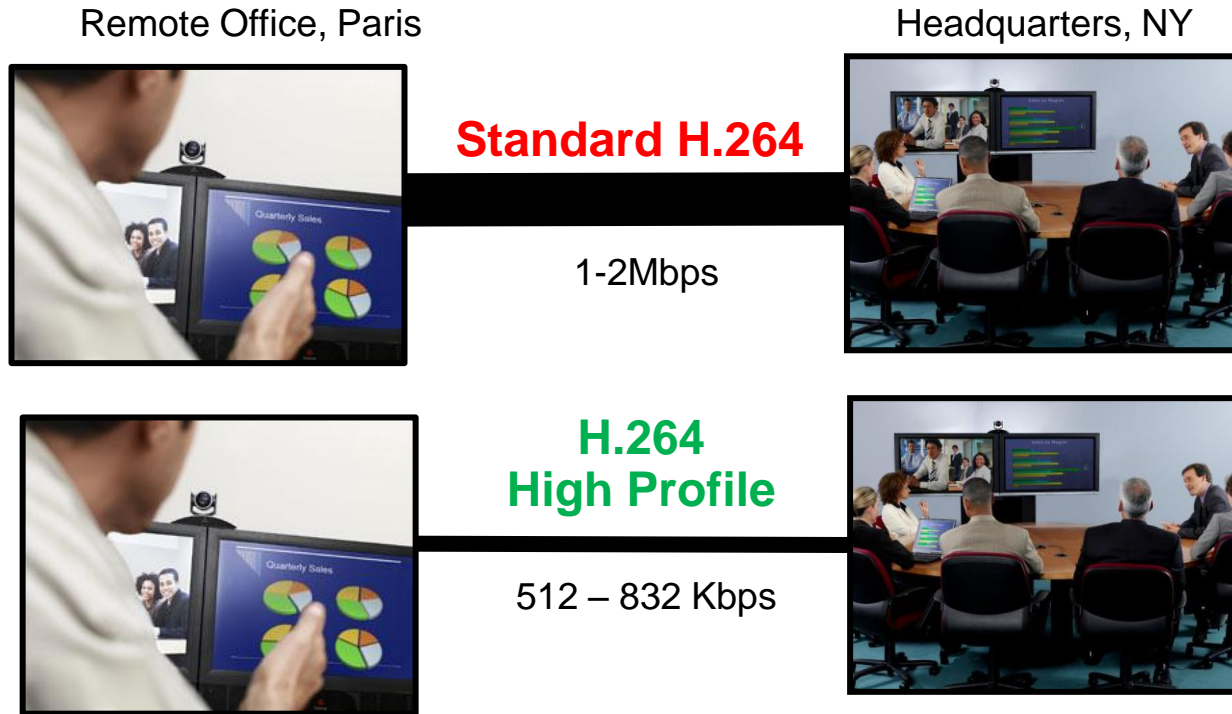 Remote Office, Paris
Headquarters, NY
Standard H.264
Quarterly Sales
1-2Mbps
H.264
High Profile
Quarterly Sales
512 – 832 Kbps